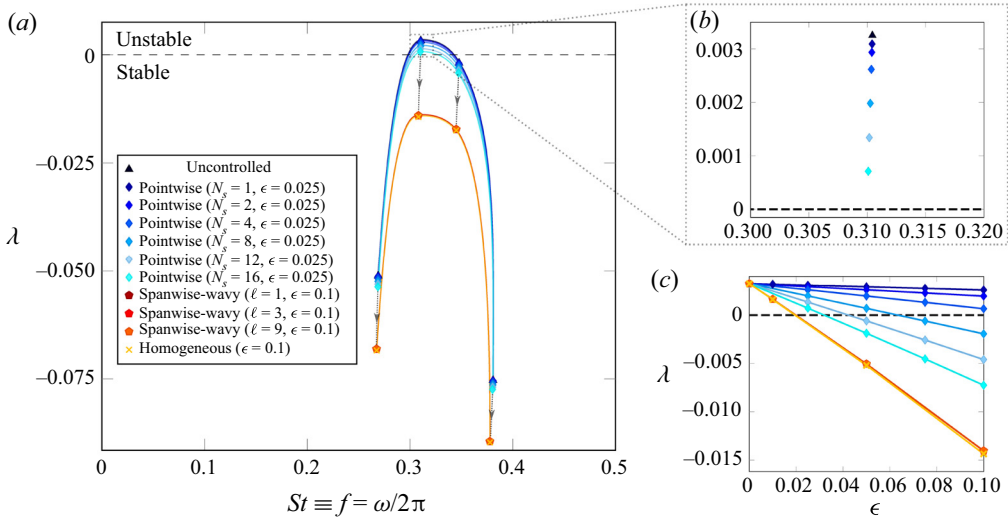 (a)
Unstable
Stable
0
−0.025
−0.050
−0.075
λ
0
0.1
0.2
0.3
0.4
0.5
St ≡ f = ω/2π
Uncontrolled
Pointwise (N_s = 1, ϵ = 0.025)
Pointwise (N_s = 2, ϵ = 0.025)
Pointwise (N_s = 4, ϵ = 0.025)
Pointwise (N_s = 8, ϵ = 0.025)
Pointwise (N_s = 12, ϵ = 0.025)
Pointwise (N_s = 16, ϵ = 0.025)
Spanwise-wavy (ℓ = 1, ϵ = 0.1)
Spanwise-wavy (ℓ = 3, ϵ = 0.1)
Spanwise-wavy (ℓ = 9, ϵ = 0.1)
Homogeneous (ϵ = 0.1)
(b)
0.003
0.002
0.001
0
0.300
0.305
0.310
0.315
0.320
(c)
0
−0.005
−0.010
−0.015
λ
0
0.02
0.04
0.06
0.08
0.10
ϵ